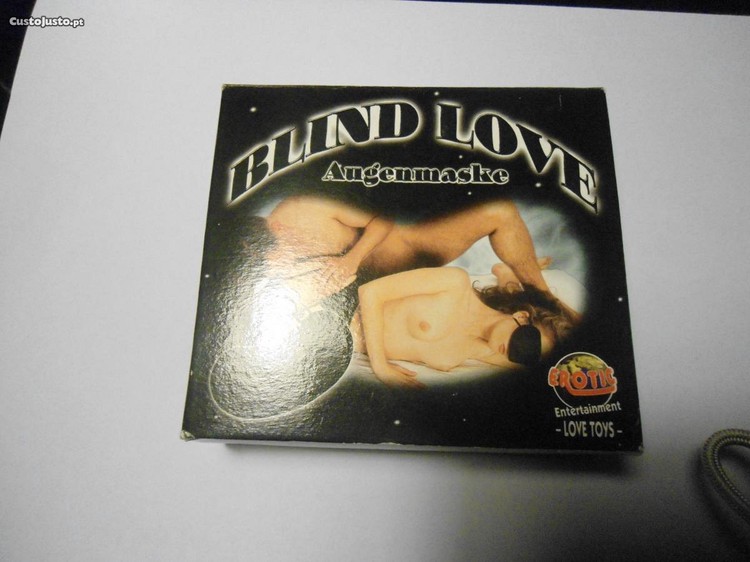 CustoJusto.pt
BLIND LOVE
Augenmaske
EROTIC
Entertainment
- LOVE TOYS -